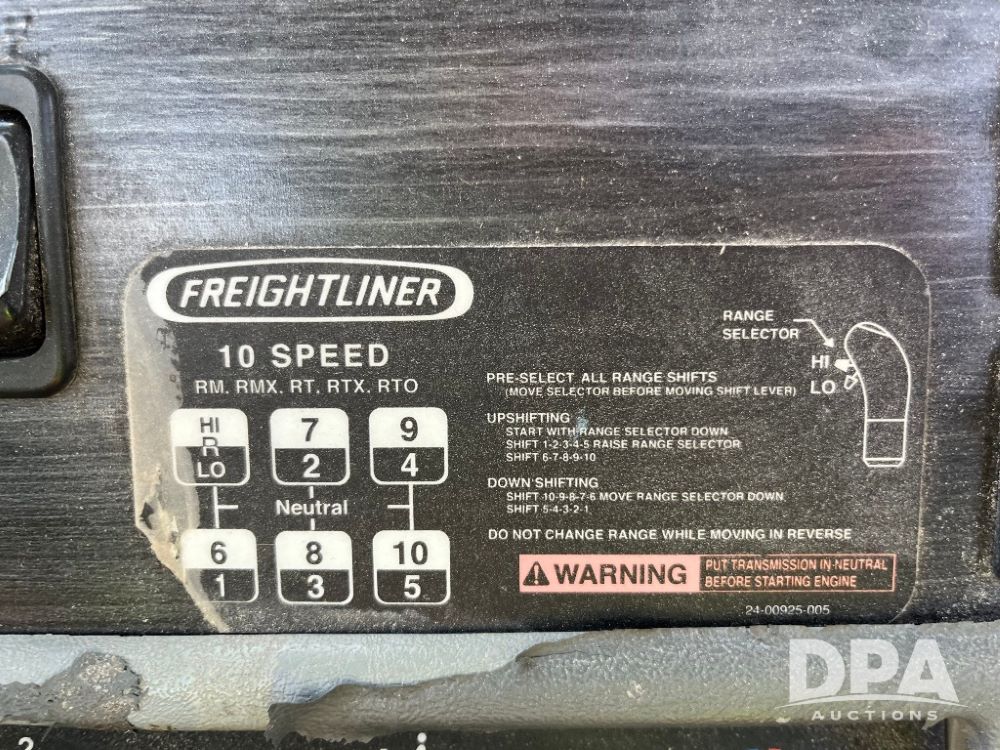 FREIGHTLINER
10 SPEED
RM. RMX. RT. RTX. RTO
HI 7 9
R
LO 2 4
Neutral
6 8 10
1 3 5
RANGE
SELECTOR
HI
LO
PRE-SELECT ALL RANGE SHIFTS
(MOVE SELECTOR BEFORE MOVING SHIFT LEVER)
UPSHIFTING
START WITH RANGE SELECTOR DOWN
SHIFT 1-2-3-4-5 RAISE RANGE SELECTOR
SHIFT 6-7-8-9-10
DOWN SHIFTING
SHIFT 10-9-8-7-6 MOVE RANGE SELECTOR DOWN
SHIFT 5-4-3-2-1
DO NOT CHANGE RANGE WHILE MOVING IN REVERSE
WARNING
PUT TRANSMISSION IN NEUTRAL
BEFORE STARTING ENGINE
24-00925-005
DPA
AUCTIONS
2